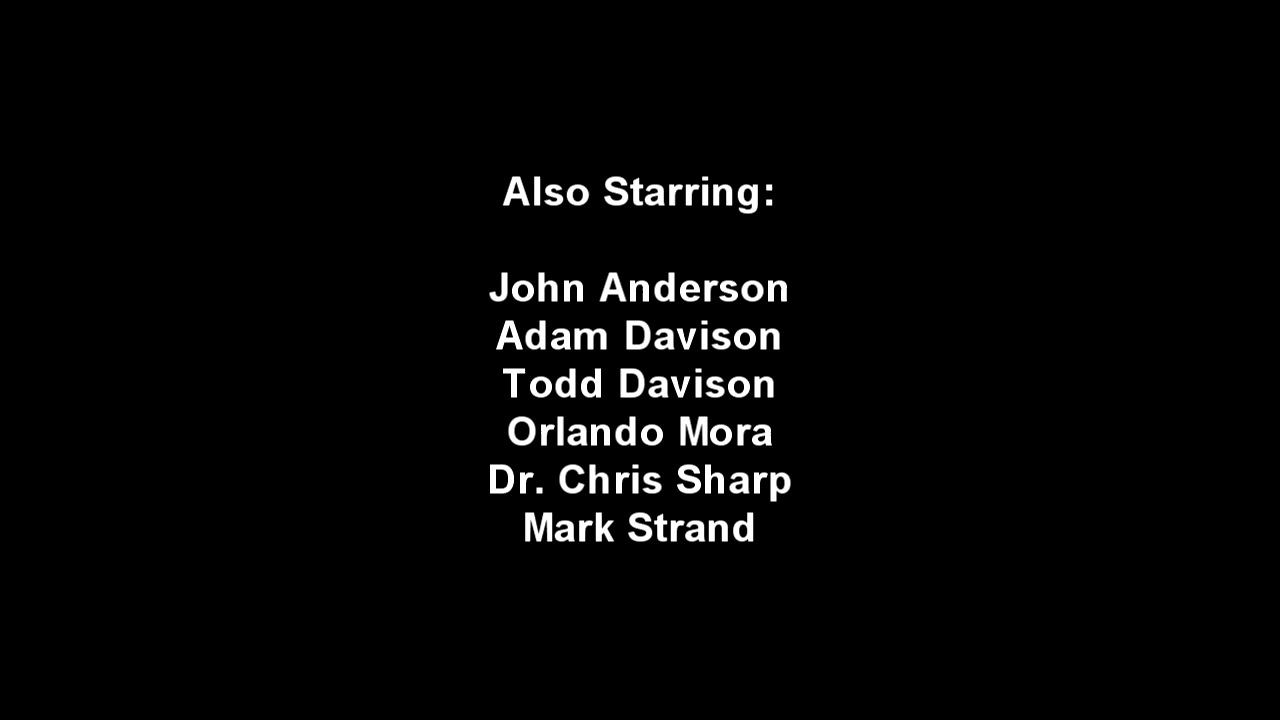 Also Starring:
John Anderson
Adam Davison
Todd Davison
Orlando Mora
Dr. Chris Sharp
Mark Strand